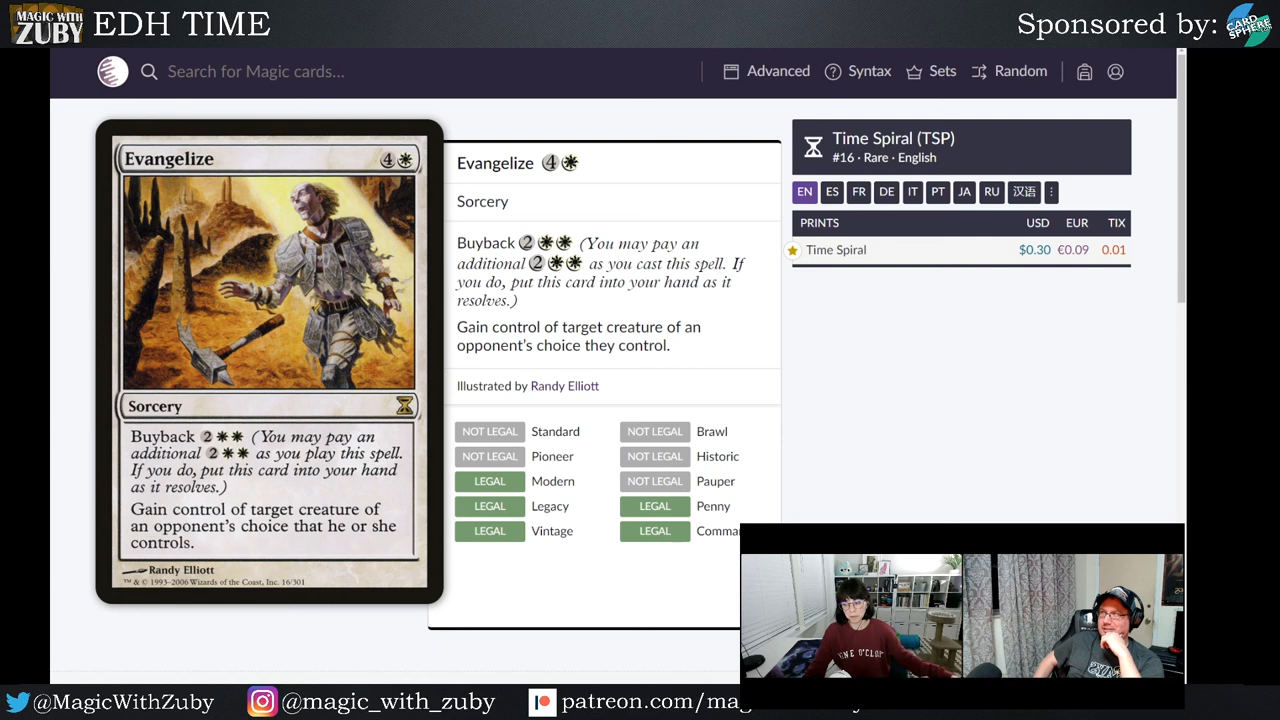 MAGIC WITH
ZUBY
EDH TIME
Sponsored by:
CARD
SPHERE
Search for Magic cards...
Advanced
Syntax
Sets
Random
Evangelize 4
Buyback 2 (You may pay an
additional 2 as you play this spell.
If you do, put this card into your hand
as it resolves.)
Gain control of target creature of
an opponent's choice that he or she
controls.
Sorcery
Randy Elliott
™ & © 1993–2006 Wizards of the Coast, Inc. 16/301
Evangelize 4
Sorcery
Buyback 2 (You may pay an
additional 2 as you cast this spell. If
you do, put this card into your hand as it
resolves.)
Gain control of target creature of an
opponent's choice they control.
Illustrated by Randy Elliott
NOT LEGAL Standard NOT LEGAL Brawl
NOT LEGAL Pioneer NOT LEGAL Historic
LEGAL Modern NOT LEGAL Pauper
LEGAL Legacy LEGAL Penny
LEGAL Vintage LEGAL Comma
Time Spiral (TSP)
#16 · Rare · English
EN ES FR DE IT PT JA RU 汉语
PRINTS USD EUR TIX
Time Spiral $0.30 €0.09 0.01
@MagicWithZuby
@magic_with_zuby
patreon.com/magicwithzuby